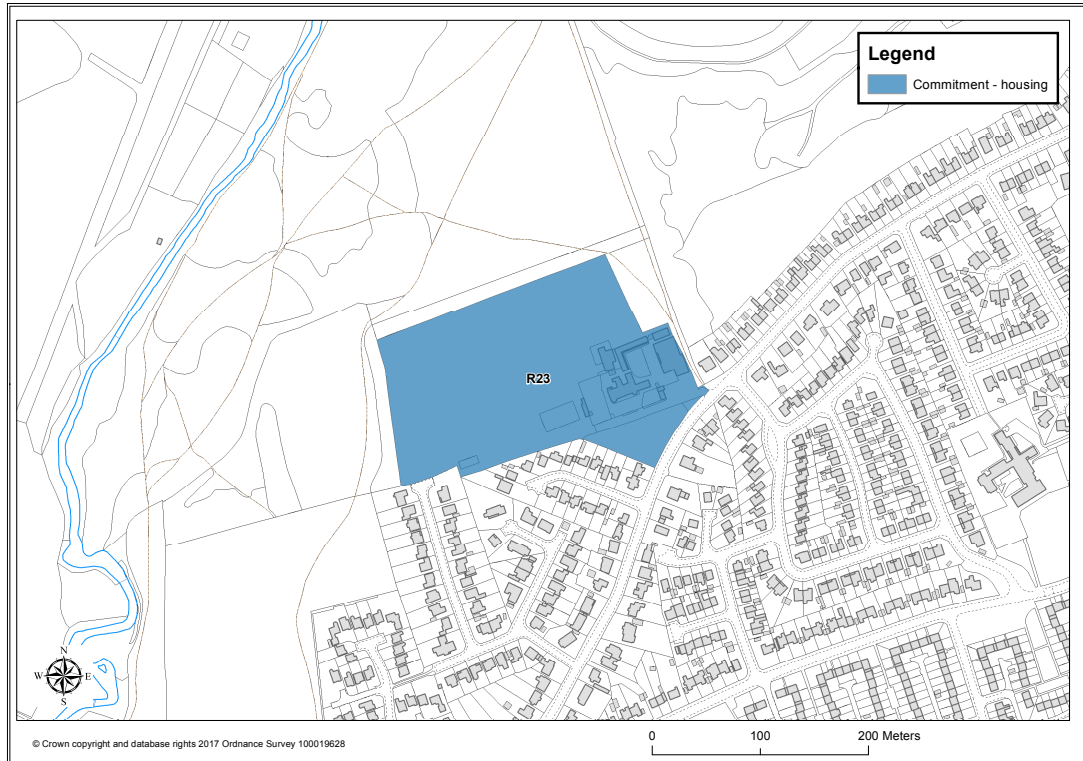 Legend
Commitment - housing
R23
N
W E
S
© Crown copyright and database rights 2017 Ordnance Survey 100019628
0 100 200 Meters